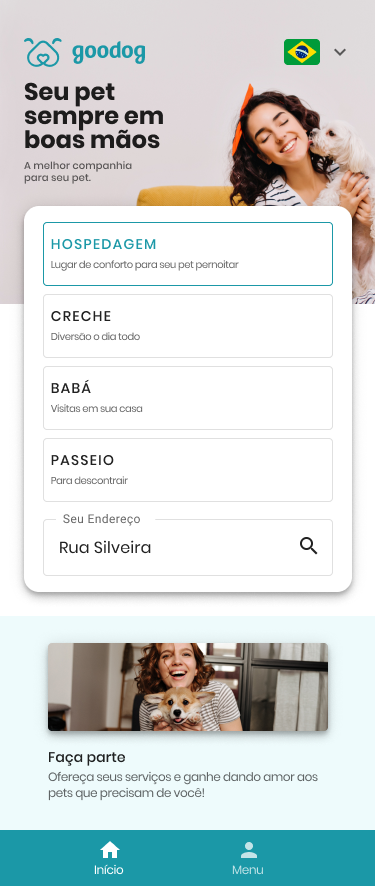 goodog
Seu pet
sempre em
boas mãos
A melhor companhia
para seu pet.
HOSPEDAGEM
Lugar de conforto para seu pet pernoitar
CRECHE
Diversão o dia todo
BABÁ
Visitas em sua casa
PASSEIO
Para descontrair
Seu Endereço
Rua Silveira
Faça parte
Ofereça seus serviços e ganhe dando amor aos
pets que precisam de você!
Início
Menu